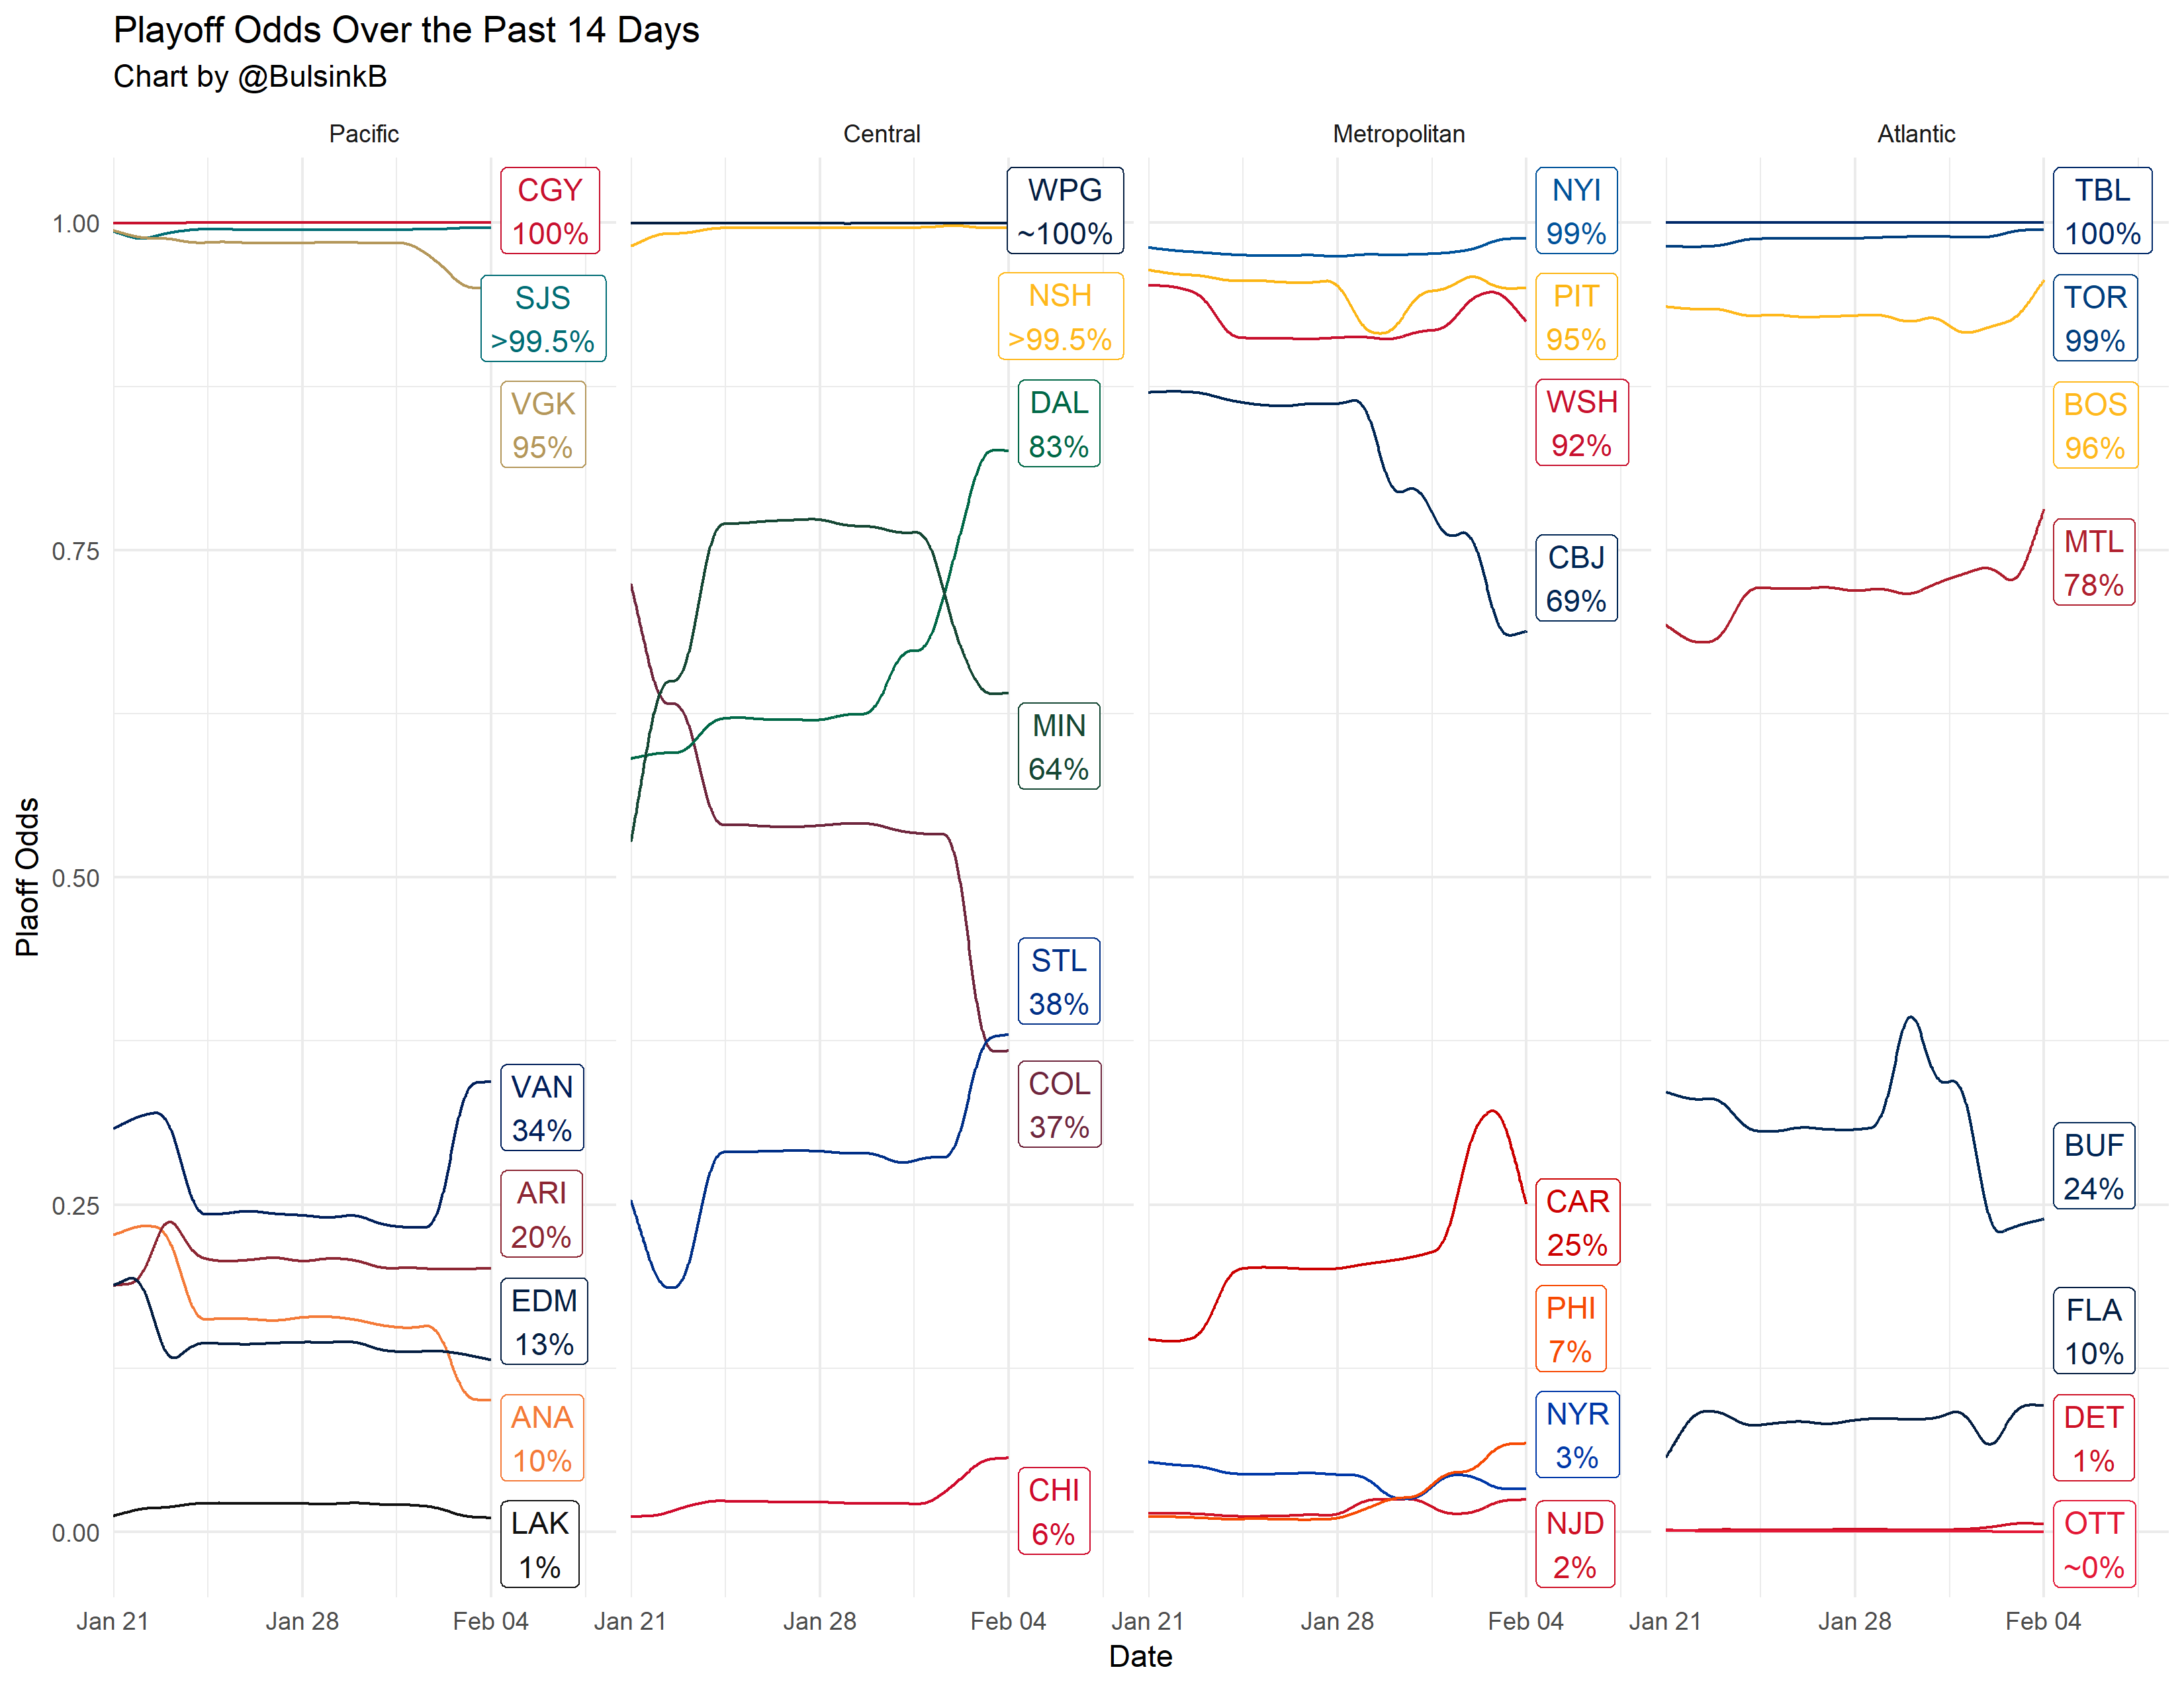 Playoff Odds Over the Past 14 Days
Chart by @BulsinkB
Pacific
Central
Metropolitan
Atlantic
Plaoff Odds
1.00
0.75
0.50
0.25
0.00
CGY
100%
SJS
>99.5%
VGK
95%
VAN
34%
ARI
20%
EDM
13%
ANA
10%
LAK
1%
WPG
~100%
NSH
>99.5%
DAL
83%
MIN
64%
STL
38%
COL
37%
CHI
6%
NYI
99%
PIT
95%
WSH
92%
CBJ
69%
CAR
25%
PHI
7%
NYR
3%
NJD
2%
TBL
100%
TOR
99%
BOS
96%
MTL
78%
BUF
24%
FLA
10%
DET
1%
OTT
~0%
Jan 21
Jan 28
Feb 04
Jan 21
Jan 28
Feb 04
Jan 21
Jan 28
Feb 04
Jan 21
Jan 28
Feb 04
Date